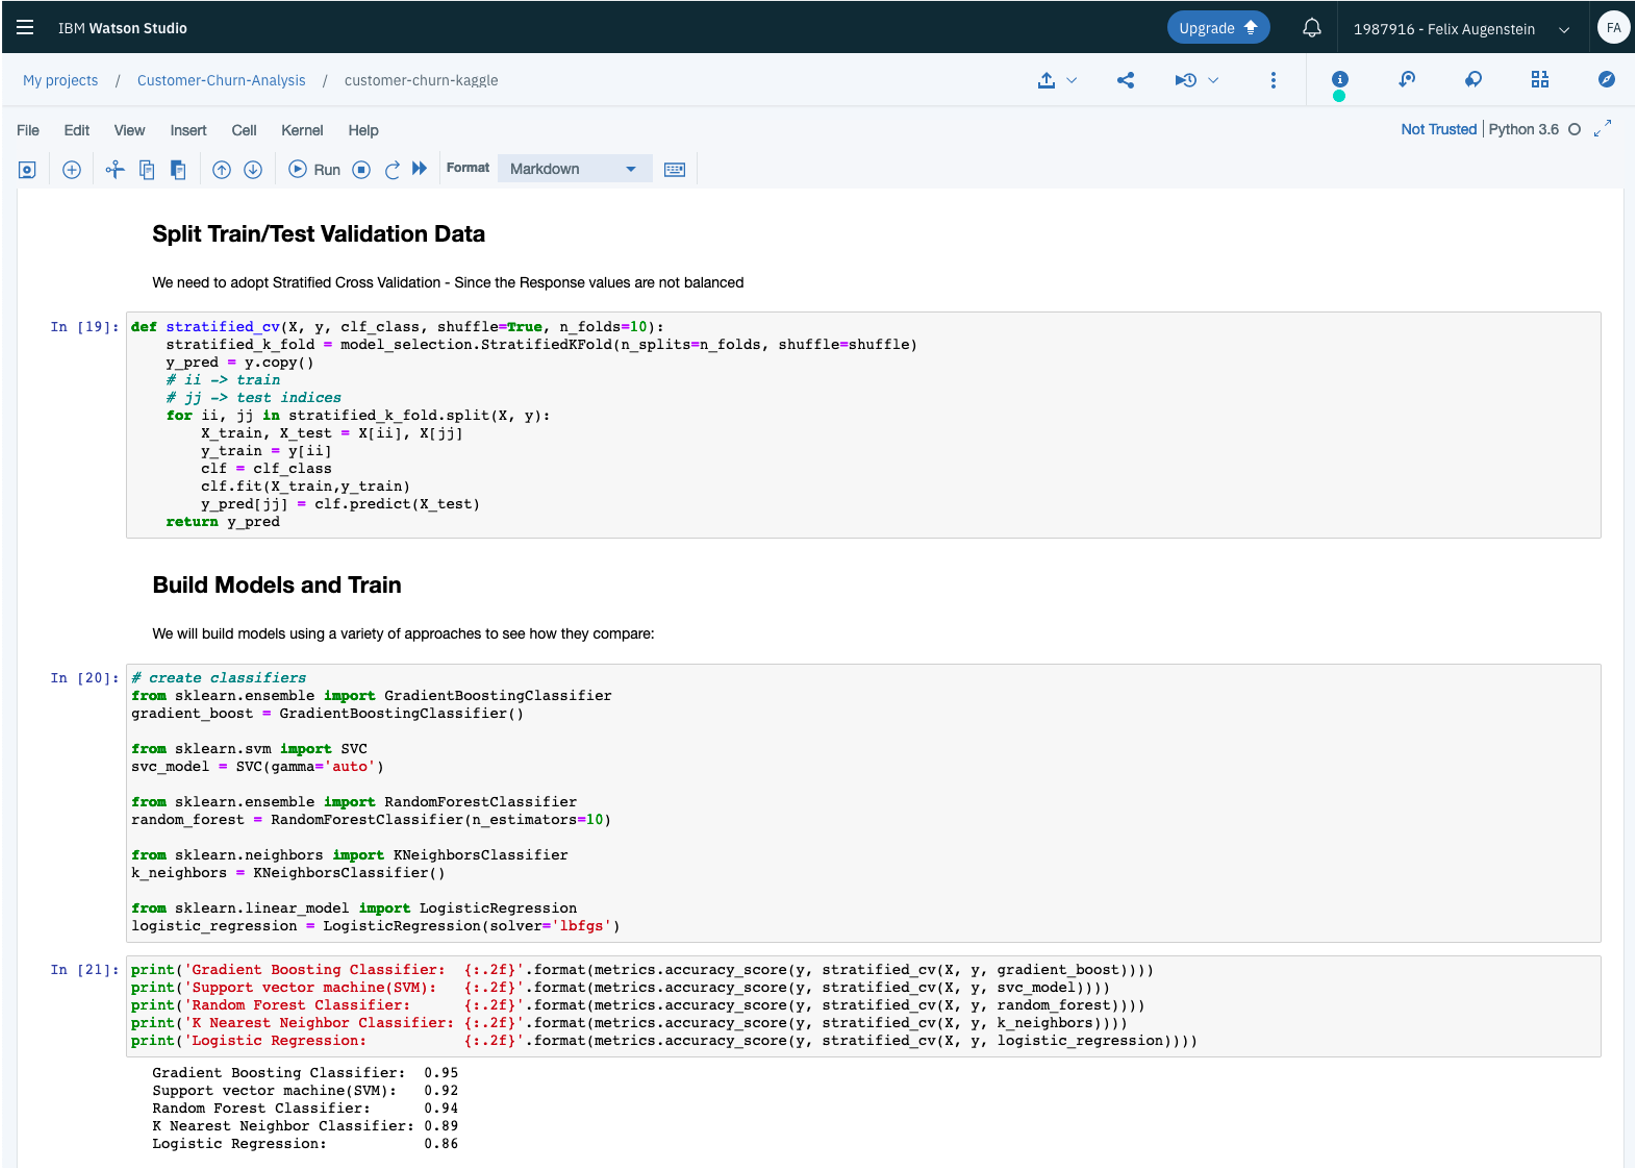 IBM Watson Studio
Upgrade
1987916 - Felix Augenstein
FA
My projects / Customer-Churn-Analysis / customer-churn-kaggle
File Edit View Insert Cell Kernel Help
Not Trusted | Python 3.6
Run
Format
Markdown
Split Train/Test Validation Data
We need to adopt Stratified Cross Validation - Since the Response values are not balanced
In [19]:
def stratified_cv(X, y, clf_class, shuffle=True, n_folds=10):
    stratified_k_fold = model_selection.StratifiedKFold(n_splits=n_folds, shuffle=shuffle)
    y_pred = y.copy()
    # ii -> train
    # jj -> test indices
    for ii, jj in stratified_k_fold.split(X, y):
        X_train, X_test = X[ii], X[jj]
        y_train = y[ii]
        clf = clf_class
        clf.fit(X_train,y_train)
        y_pred[jj] = clf.predict(X_test)
    return y_pred
Build Models and Train
We will build models using a variety of approaches to see how they compare:
In [20]:
# create classifiers
from sklearn.ensemble import GradientBoostingClassifier
gradient_boost = GradientBoostingClassifier()
from sklearn.svm import SVC
svc_model = SVC(gamma='auto')
from sklearn.ensemble import RandomForestClassifier
random_forest = RandomForestClassifier(n_estimators=10)
from sklearn.neighbors import KNeighborsClassifier
k_neighbors = KNeighborsClassifier()
from sklearn.linear_model import LogisticRegression
logistic_regression = LogisticRegression(solver='lbfgs')
In [21]:
print('Gradient Boosting Classifier:  {:.2f}'.format(metrics.accuracy_score(y, stratified_cv(X, y, gradient_boost))))
print('Support vector machine(SVM):   {:.2f}'.format(metrics.accuracy_score(y, stratified_cv(X, y, svc_model))))
print('Random Forest Classifier:      {:.2f}'.format(metrics.accuracy_score(y, stratified_cv(X, y, random_forest))))
print('K Nearest Neighbor Classifier: {:.2f}'.format(metrics.accuracy_score(y, stratified_cv(X, y, k_neighbors))))
print('Logistic Regression:           {:.2f}'.format(metrics.accuracy_score(y, stratified_cv(X, y, logistic_regression))))
Gradient Boosting Classifier:  0.95
Support vector machine(SVM):   0.92
Random Forest Classifier:      0.94
K Nearest Neighbor Classifier: 0.89
Logistic Regression:           0.86